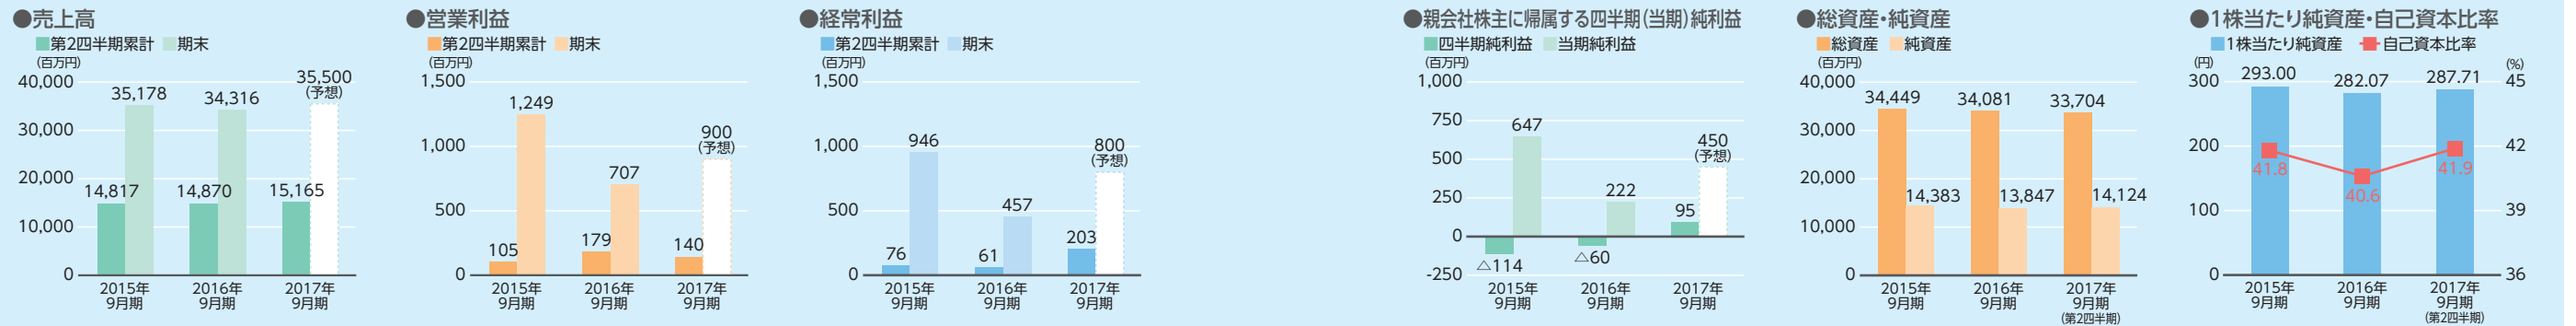 ●売上高
第2四半期累計 期末
(百万円)
40,000
30,000
20,000
10,000
0
14,817
35,178
14,870
34,316
15,165
35,500
(予想)
2015年
9月期
2016年
9月期
2017年
9月期
●営業利益
第2四半期累計 期末
(百万円)
1,500
1,000
500
0
105
1,249
179
707
140
900
(予想)
2015年
9月期
2016年
9月期
2017年
9月期
●経常利益
第2四半期累計 期末
(百万円)
1,500
1,000
500
0
76
946
61
457
203
800
(予想)
2015年
9月期
2016年
9月期
2017年
9月期
●親会社株主に帰属する四半期(当期)純利益
四半期純利益 当期純利益
(百万円)
1,000
750
500
250
0
-250
△114
647
△60
222
95
450
(予想)
2015年
9月期
2016年
9月期
2017年
9月期
●総資産・純資産
総資産 純資産
(百万円)
40,000
30,000
20,000
10,000
0
34,449
14,383
34,081
13,847
33,704
14,124
2015年
9月期
2016年
9月期
2017年
9月期
(第2四半期)
●1株当たり純資産・自己資本比率
1株当たり純資産 自己資本比率
(円)
300
200
100
0
(%)
45
42
39
36
293.00
282.07
287.71
41.8
40.6
41.9
2015年
9月期
2016年
9月期
2017年
9月期
(第2四半期)